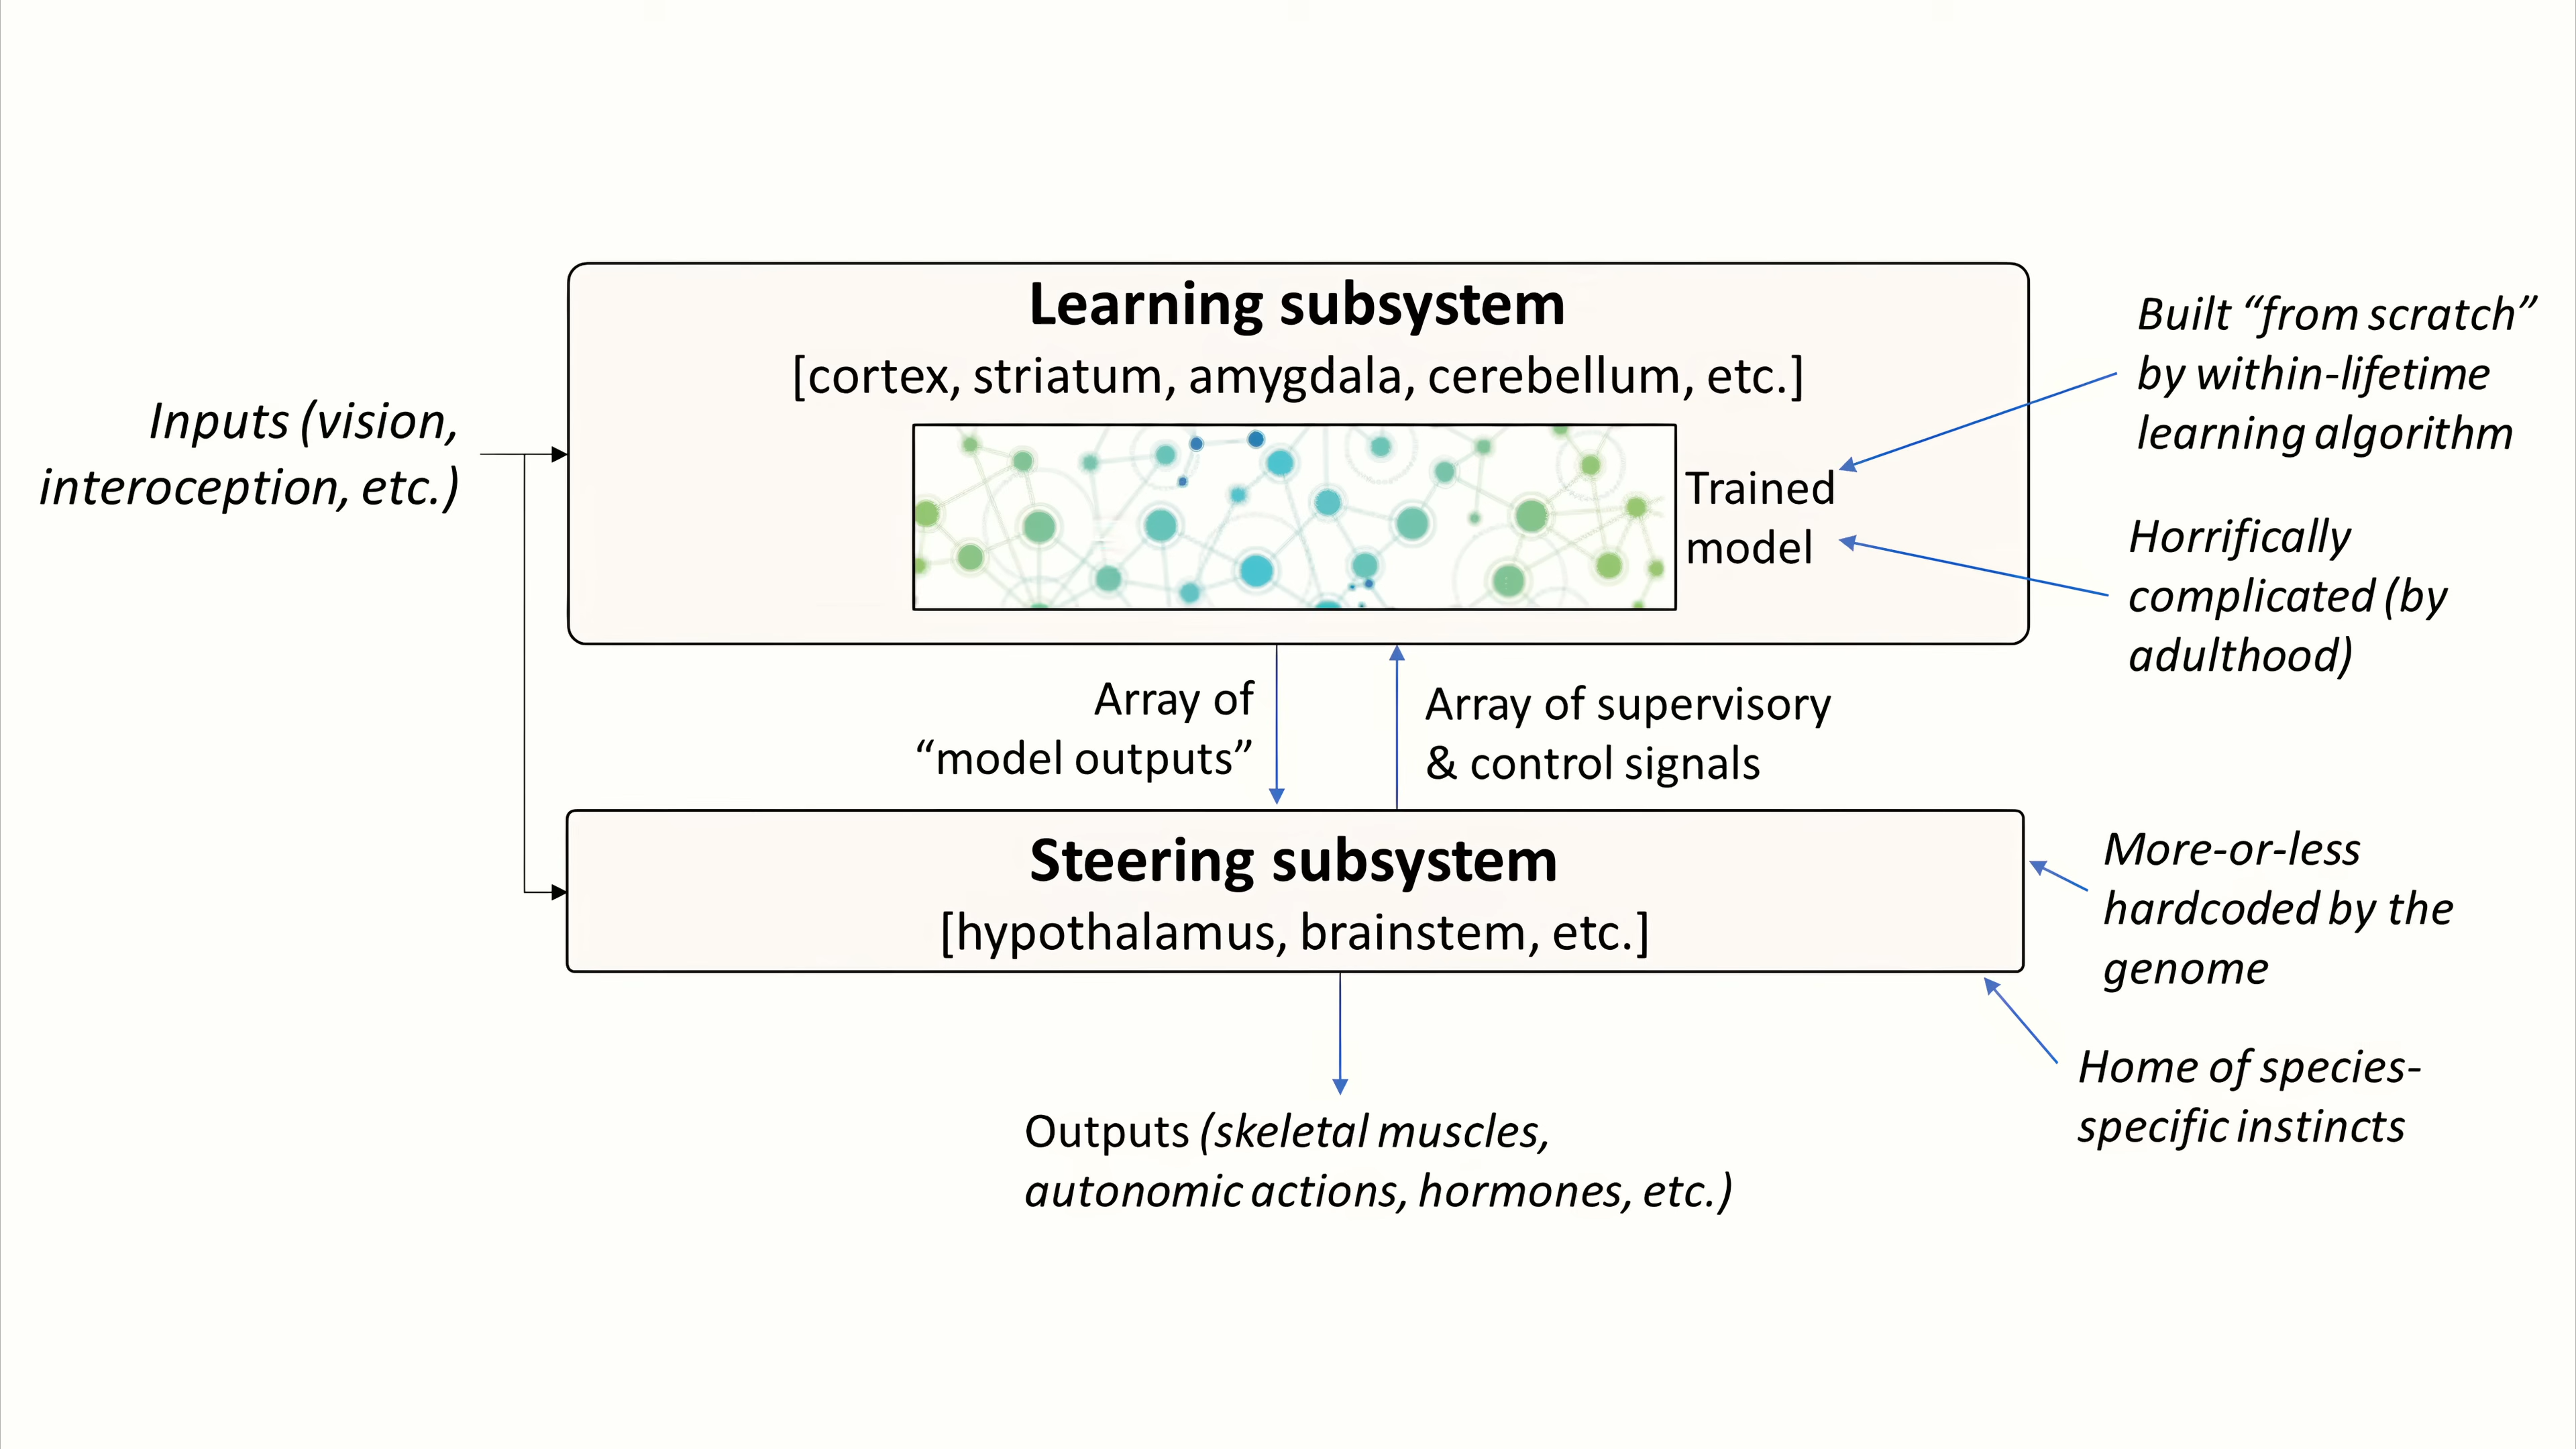 Learning subsystem
[cortex, striatum, amygdala, cerebellum, etc.]
Inputs (vision,
interoception, etc.)
Trained
model
Built “from scratch”
by within-lifetime
learning algorithm
Horrifically
complicated (by
adulthood)
Array of
“model outputs”
Array of supervisory
& control signals
Steering subsystem
[hypothalamus, brainstem, etc.]
More-or-less
hardcoded by the
genome
Home of species-
specific instincts
Outputs (skeletal muscles,
autonomic actions, hormones, etc.)